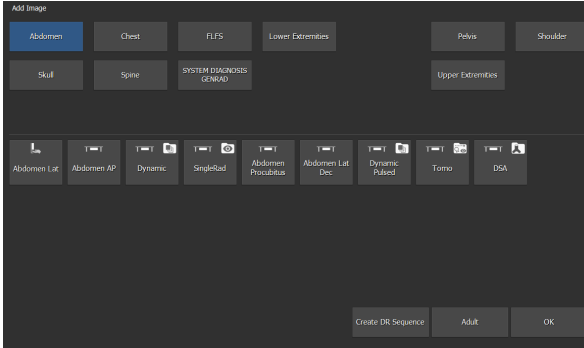 Add Image
Abdomen
Chest
FLFS
Lower Extremities
Pelvis
Shoulder
Skull
Spine
SYSTEM DIAGNOSIS
GENRAD
Upper Extremities
Abdomen Lat
Abdomen AP
Dynamic
SingleRad
Abdomen
Procubitus
Abdomen Lat
Dec
Dynamic
Pulsed
Tomo
DSA
Create DR Sequence
Adult
OK